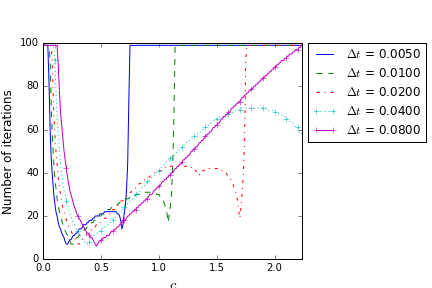 100
80
60
40
20
0
0.0
0.5
1.0
1.5
2.0
Number of iterations
c
Δt = 0.0050
Δt = 0.0100
Δt = 0.0200
Δt = 0.0400
Δt = 0.0800